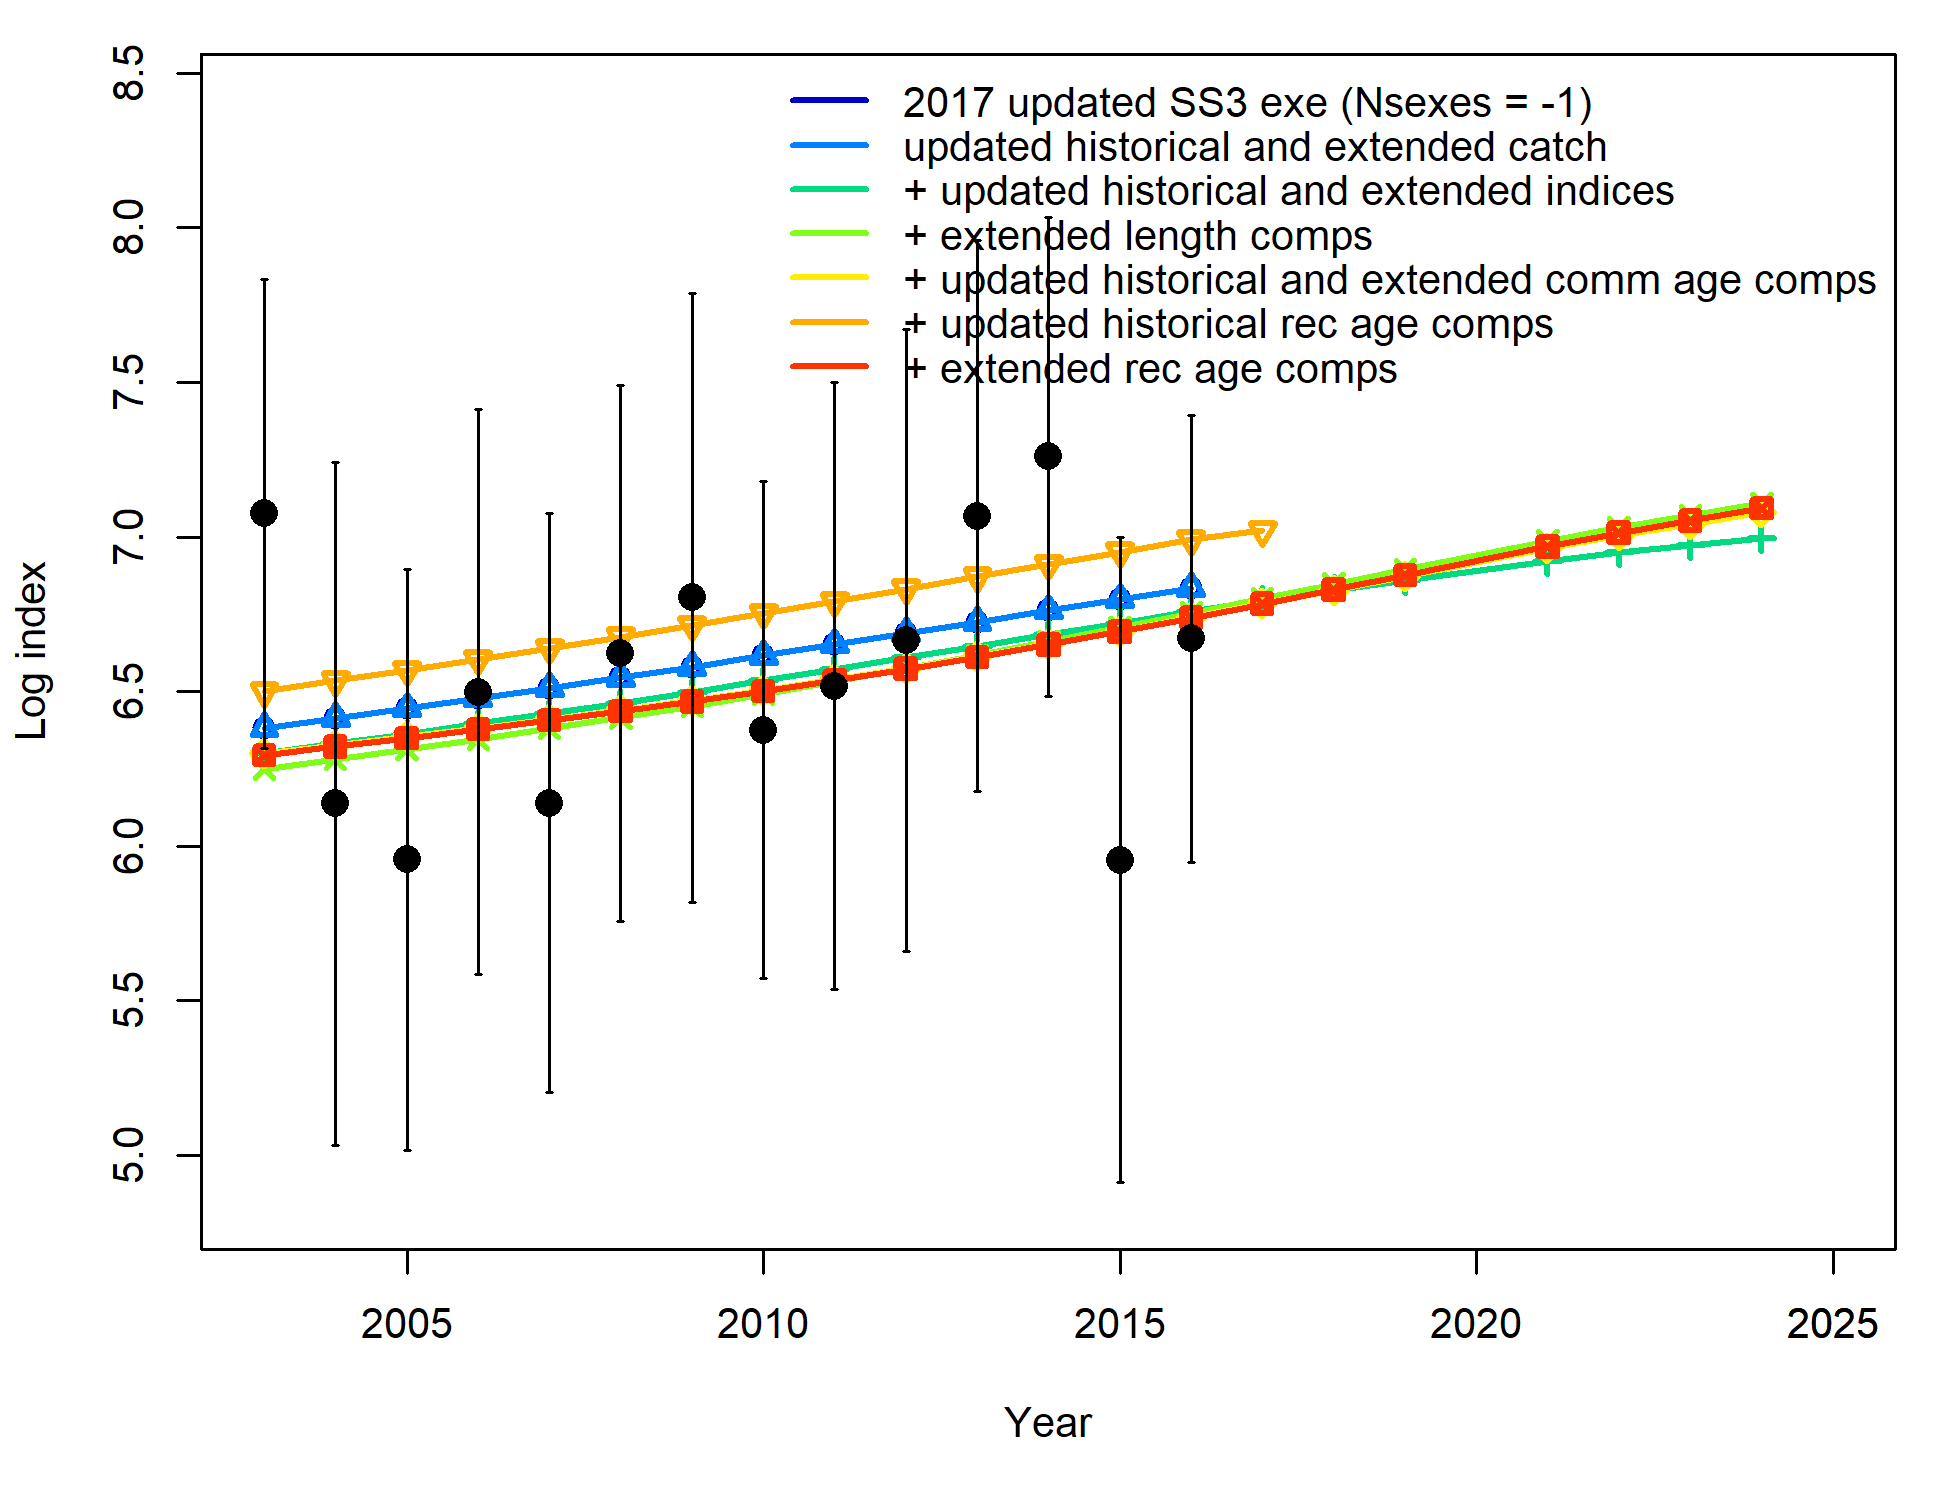 2017 updated SS3 exe (Nsexes = -1)
updated historical and extended catch
+ updated historical and extended indices
+ extended length comps
+ updated historical and extended comm age comps
+ updated historical rec age comps
+ extended rec age comps
Log index
8.5
8.0
7.5
7.0
6.5
6.0
5.5
5.0
2005 2010 2015 2020 2025
Year